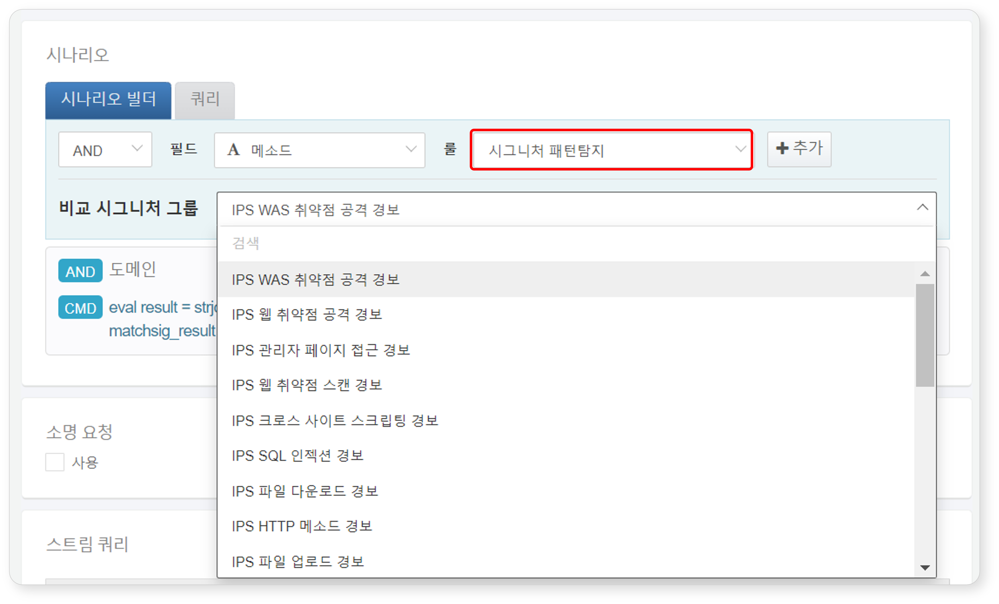 시나리오
시나리오 빌더 쿼리
AND 필드 A 메소드 룰 시그니처 패턴탐지 추가
비교 시그니처 그룹 IPS WAS 취약점 공격 경보
검색
IPS WAS 취약점 공격 경보
IPS 웹 취약점 공격 경보
IPS 관리자 페이지 접근 경보
IPS 웹 취약점 스캔 경보
IPS 크로스 사이트 스크립팅 경보
IPS SQL 인젝션 경보
IPS 파일 다운로드 경보
IPS HTTP 메소드 경보
IPS 파일 업로드 경보
AND 도메인
CMD eval result =
matchsig_result
소명 요청
사용
스트림 쿼리